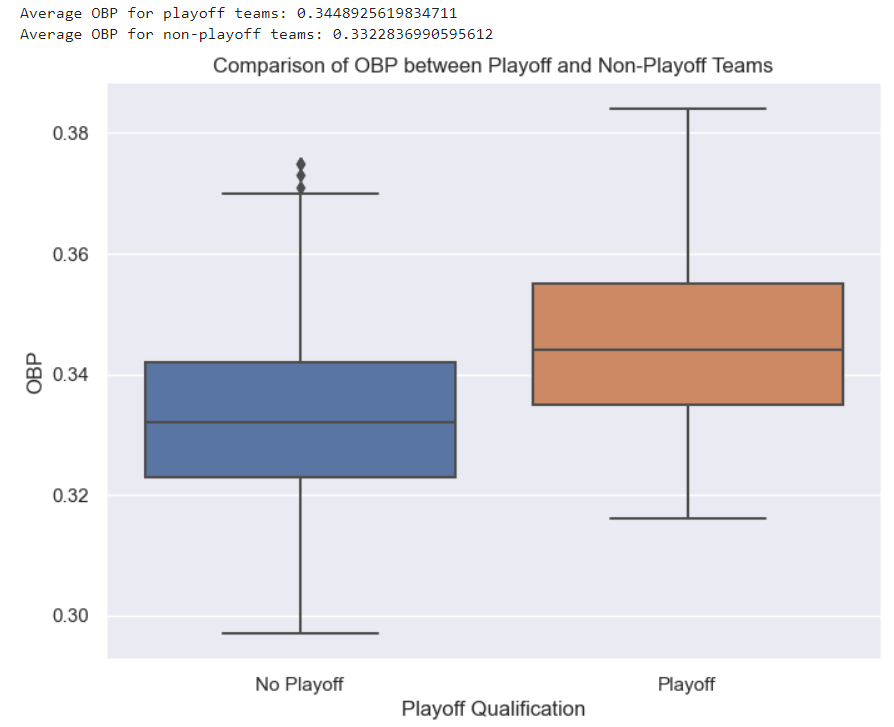 Average OBP for playoff teams: 0.3448925619834711
Average OBP for non-playoff teams: 0.3322836990595612
Comparison of OBP between Playoff and Non-Playoff Teams
0.38
0.36
0.34
0.32
0.30
OBP
No Playoff
Playoff
Playoff Qualification